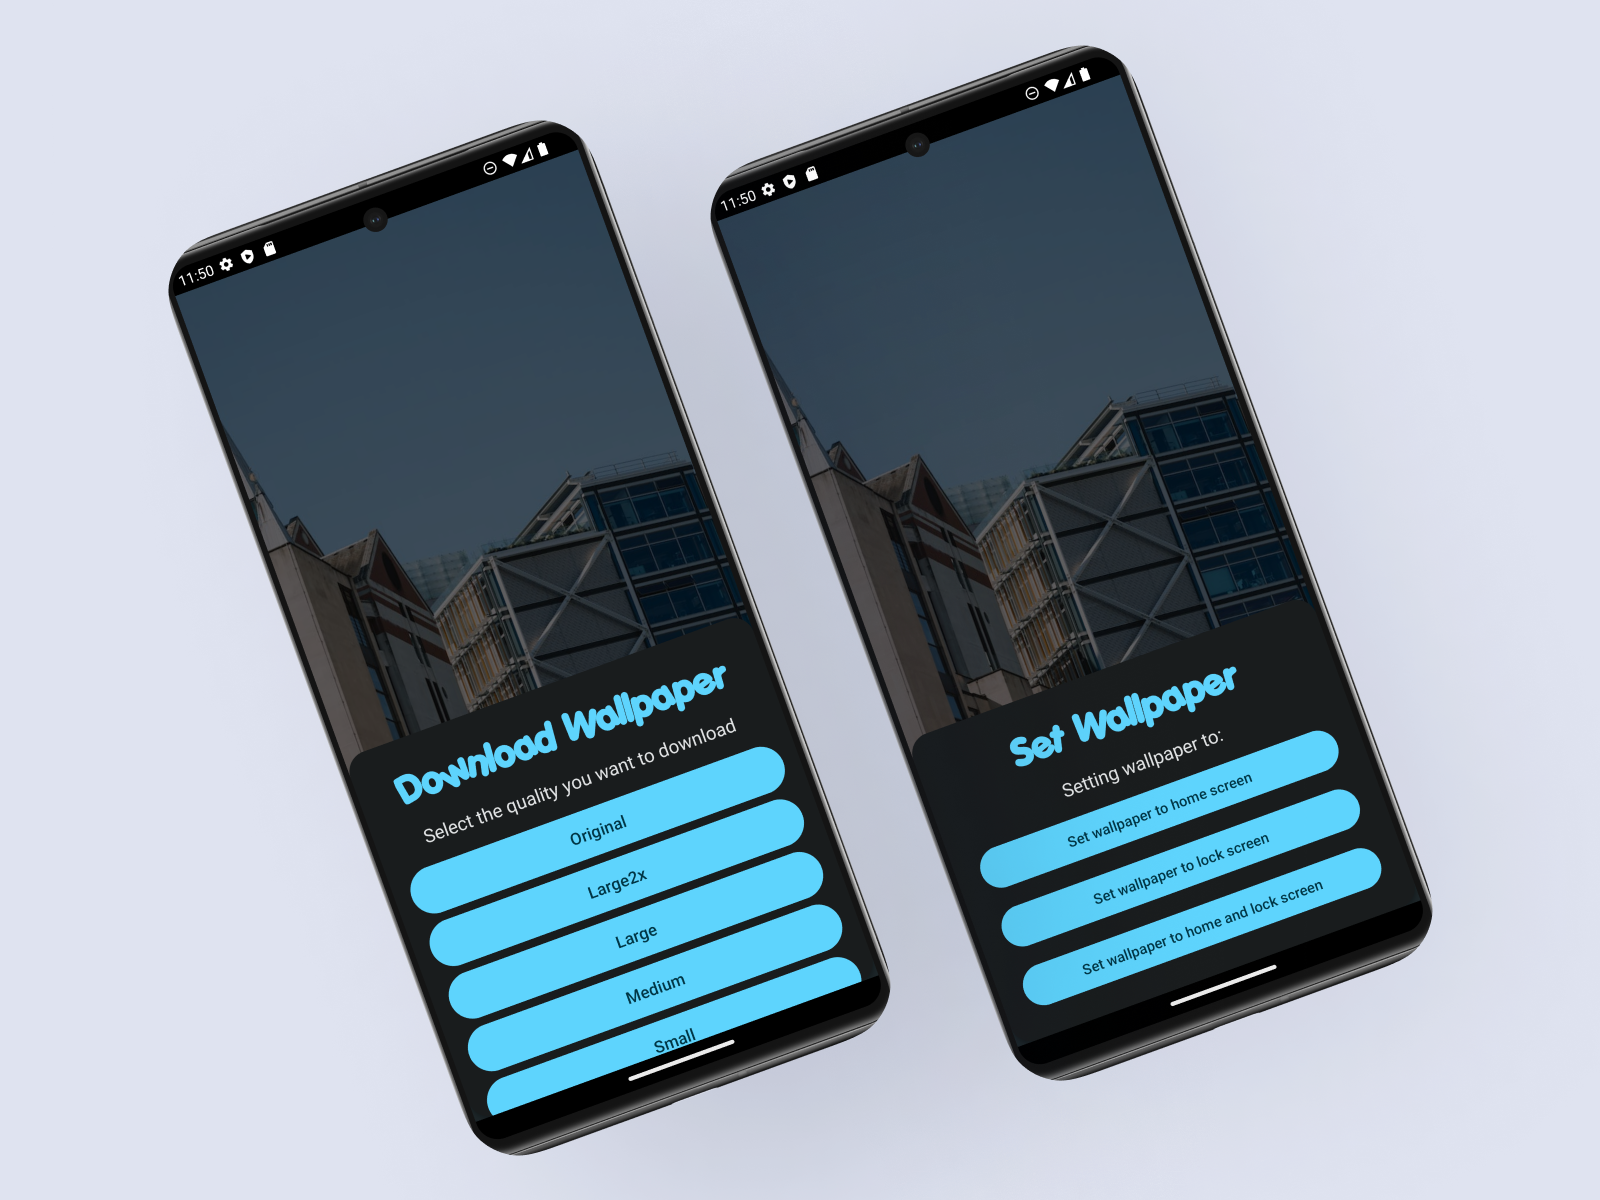 11:50
Download Wallpaper
Select the quality you want to download
Original
Large2x
Large
Medium
Small
11:50
Set Wallpaper
Setting wallpaper to:
Set wallpaper to home screen
Set wallpaper to lock screen
Set wallpaper to home and lock screen